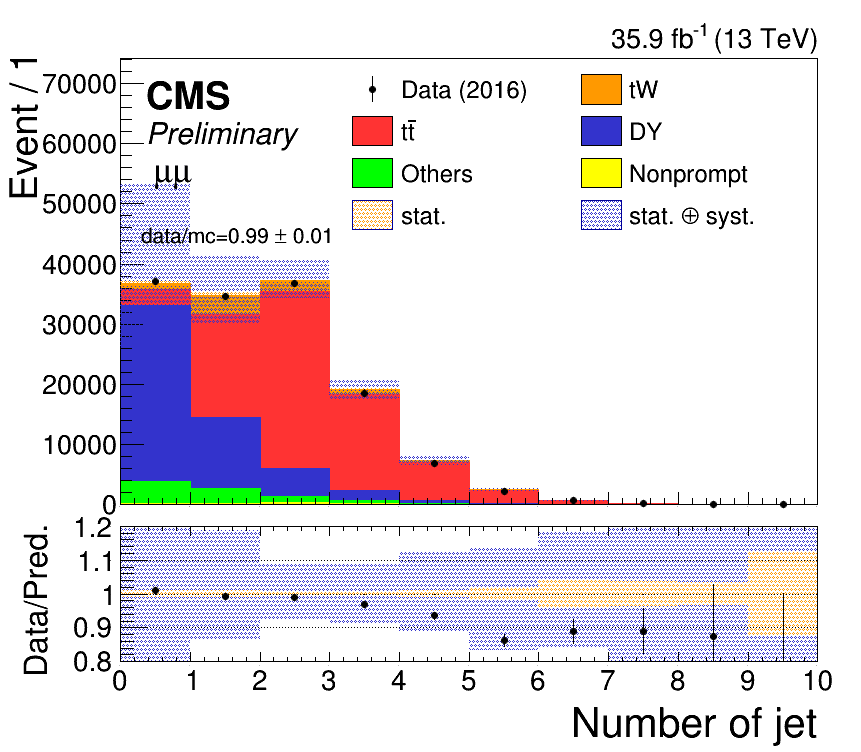 35.9 fb⁻¹ (13 TeV)
Event / 1
70000
60000
50000
40000
30000
20000
10000
0
CMS
Preliminary
μμ
data/mc=0.99 ± 0.01
Data (2016)
tW
tt̄
DY
Others
Nonprompt
stat.
stat. ⊕ syst.
Data/Pred.
1.2
1.1
1
0.9
0.8
0 1 2 3 4 5 6 7 8 9 10
Number of jet